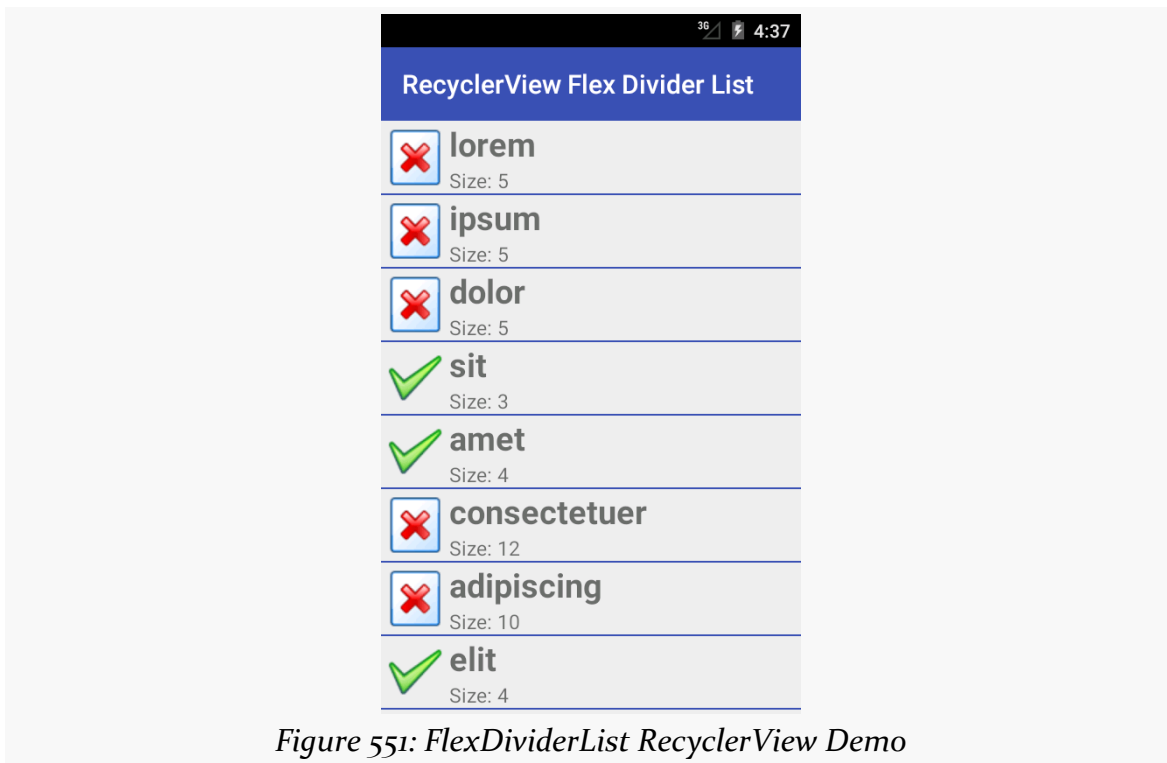 3G 4:37
RecyclerView Flex Divider List
lorem
Size: 5
ipsum
Size: 5
dolor
Size: 5
sit
Size: 3
amet
Size: 4
consectetuer
Size: 12
adipiscing
Size: 10
elit
Size: 4
Figure 551: FlexDividerList RecyclerView Demo